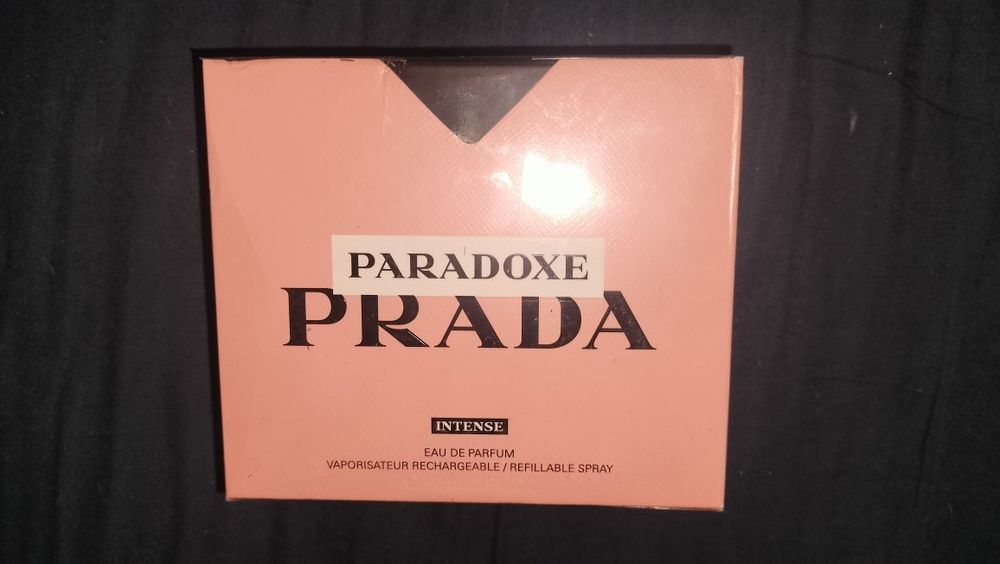 PARADOXE
PRADA
INTENSE
EAU DE PARFUM
VAPORISATEUR RECHARGEABLE / REFILLABLE SPRAY